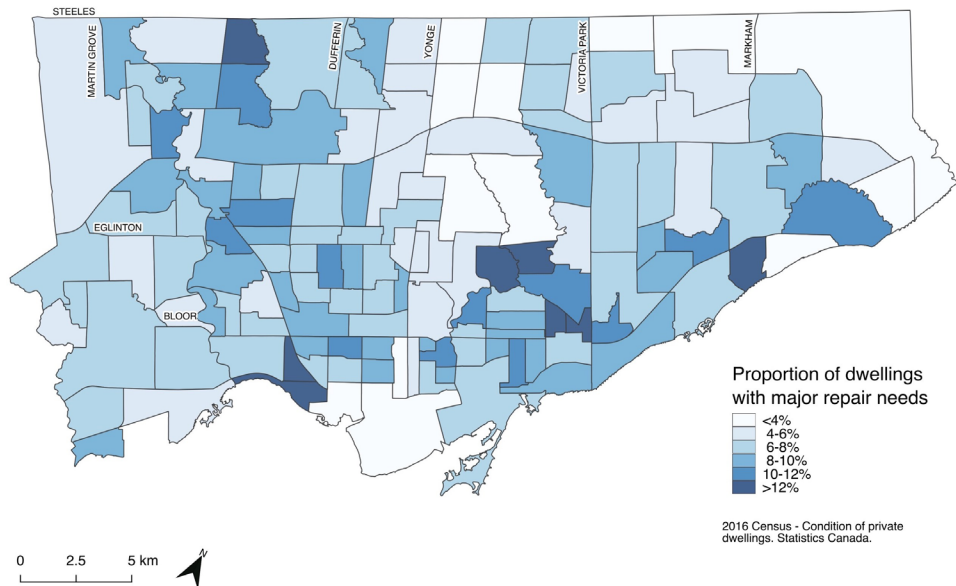 STEELES
MARTIN GROVE
DUFFERIN
YONGE
VICTORIA PARK
MARKHAM
EGLINTON
BLOOR
Proportion of dwellings
with major repair needs
<4%
4-6%
6-8%
8-10%
10-12%
>12%
2016 Census - Condition of private
dwellings. Statistics Canada.
0 2.5 5 km
N